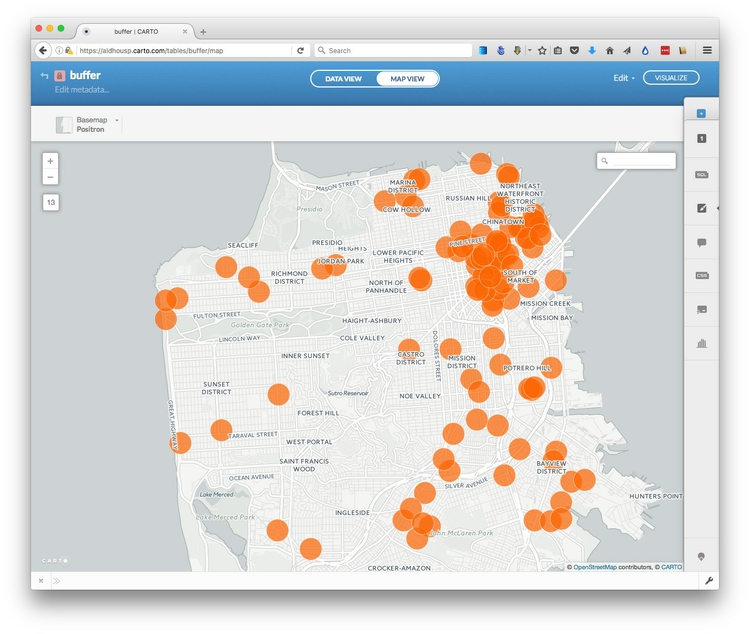 buffer | CARTO
https://aldhousp.carto.com/tables/buffer/map
Search
buffer
Edit metadata...
DATA VIEW
MAP VIEW
Edit
VISUALIZE
Basemap
Positron
+
−
13
1
SQL
CSS
MASON STREET
MARINA
DISTRICT
COW HOLLOW
RUSSIAN HILL
NORTHEAST
WATERFRONT
HISTORIC
DISTRICT
CHINATOWN
Presidio
SEACLIFF
PRESIDIO
HEIGHTS
JORDAN PARK
LOWER PACIFIC
HEIGHTS
PINE STREET
RICHMOND
DISTRICT
NORTH OF
PANHANDLE
SOUTH OF
MARKET
MISSION CREEK
MISSION BAY
FULTON STREET
Golden Gate Park
HAIGHT-ASHBURY
LINCOLN WAY
COLE VALLEY
INNER SUNSET
CASTRO
DISTRICT
DOLORES STREET
MISSION
DISTRICT
POTRERO HILL
SUNSET
DISTRICT
Sutro Reservoir
NOE VALLEY
GREAT HIGHWAY
FOREST HILL
TARAVAL STREET
WEST PORTAL
SAINT FRANCIS
WOOD
OCEAN AVENUE
SILVER AVENUE
BAYVIEW
DISTRICT
HUNTERS POINT
Lake Merced
Lake Merced Park
INGLESIDE
John McLaren Park
CROCKER-AMAZON
CARTO
© OpenStreetMap contributors, © CARTO